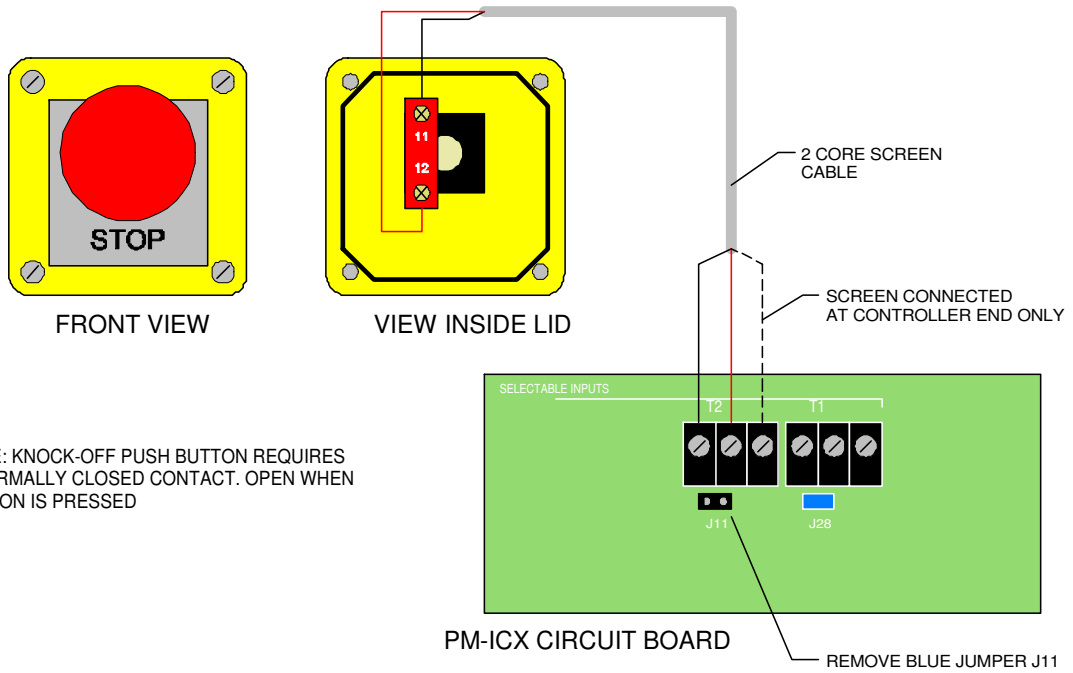 STOP
FRONT VIEW
11
12
VIEW INSIDE LID
2 CORE SCREEN
CABLE
SCREEN CONNECTED
AT CONTROLLER END ONLY
E: KNOCK-OFF PUSH BUTTON REQUIRES
RMALLY CLOSED CONTACT. OPEN WHEN
ON IS PRESSED
SELECTABLE INPUTS
T2
T1
J11
J28
PM-ICX CIRCUIT BOARD
REMOVE BLUE JUMPER J11